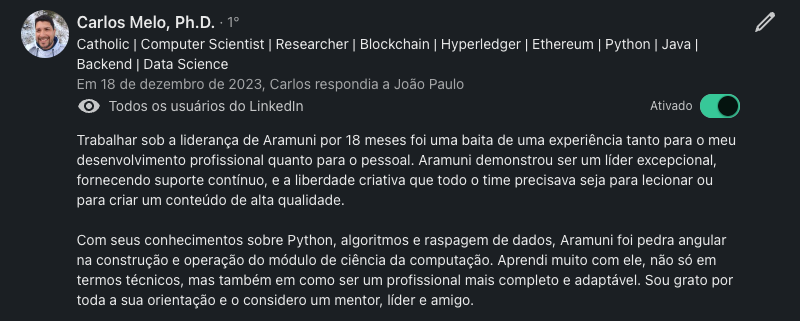 Carlos Melo, Ph.D. · 1º
Catholic | Computer Scientist | Researcher | Blockchain | Hyperledger | Ethereum | Python | Java |
Backend | Data Science
Em 18 de dezembro de 2023, Carlos respondia a João Paulo
Todos os usuários do LinkedIn
Ativado
Trabalhar sob a liderança de Aramuni por 18 meses foi uma baita de uma experiência tanto para o meu
desenvolvimento profissional quanto para o pessoal. Aramuni demonstrou ser um líder excepcional,
fornecendo suporte contínuo, e a liberdade criativa que todo o time precisava seja para lecionar ou
para criar um conteúdo de alta qualidade.
Com seus conhecimentos sobre Python, algoritmos e raspagem de dados, Aramuni foi pedra angular
na construção e operação do módulo de ciência da computação. Aprendi muito com ele, não só em
termos técnicos, mas também em como ser um profissional mais completo e adaptável. Sou grato por
toda a sua orientação e o considero um mentor, líder e amigo.